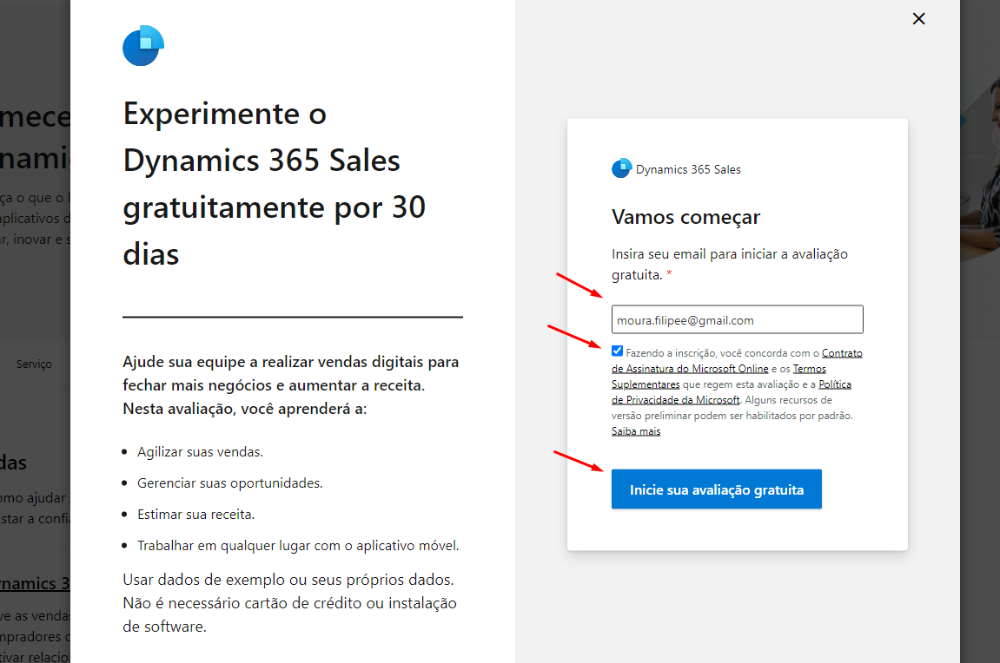 Experimente o
Dynamics 365 Sales
gratuitamente por 30
dias
Ajude sua equipe a realizar vendas digitais para
fechar mais negócios e aumentar a receita.
Nesta avaliação, você aprenderá a:
Agilizar suas vendas.
Gerenciar suas oportunidades.
Estimar sua receita.
Trabalhar em qualquer lugar com o aplicativo móvel.
Usar dados de exemplo ou seus próprios dados.
Não é necessário cartão de crédito ou instalação
de software.
Dynamics 365 Sales
Vamos começar
Insira seu email para iniciar a avaliação
gratuita. *
moura.filipee@gmail.com
Fazendo a inscrição, você concorda com o Contrato
de Assinatura do Microsoft Online e os Termos
Suplementares que regem esta avaliação e a Política
de Privacidade da Microsoft. Alguns recursos de
versão preliminar podem ser habilitados por padrão.
Saiba mais
Inicie sua avaliação gratuita
mece
nami
ça o que o
aplicativos d
r, inovar e s
Serviço
das
omo ajudar
star a confi
ynamics 3
ve as venda
mpradores
tivar relacio